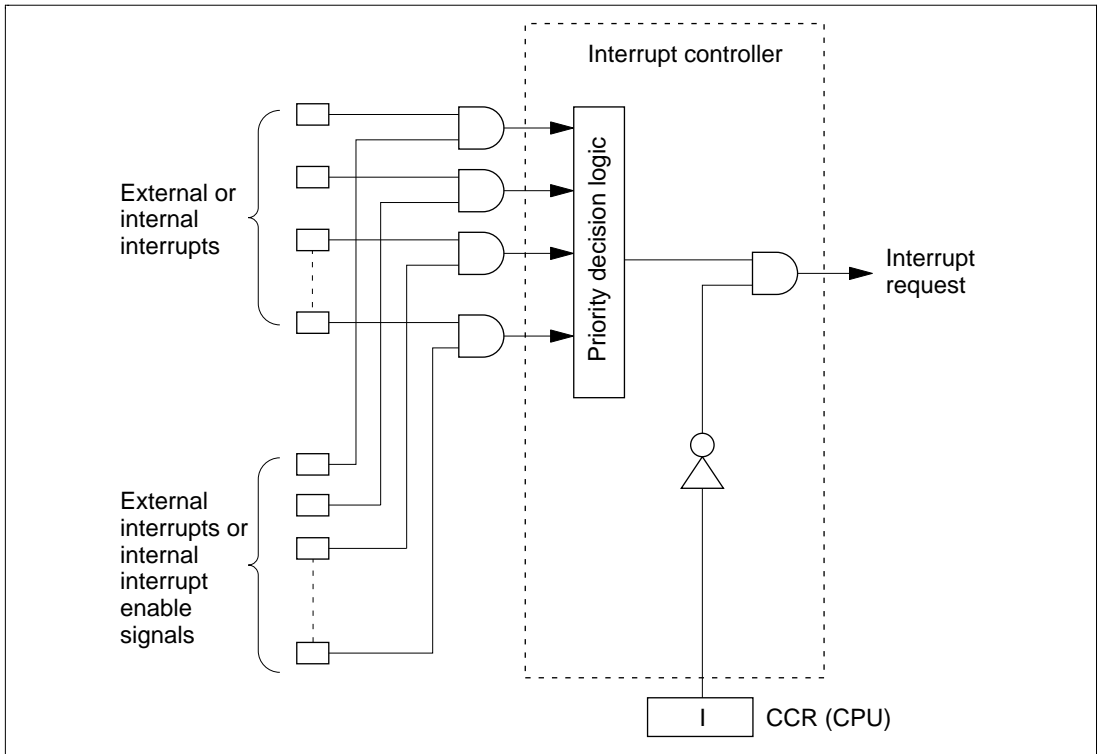 Interrupt controller
External or
internal
interrupts
Priority decision logic
Interrupt
request
External
interrupts or
internal
interrupt
enable
signals
I
CCR (CPU)